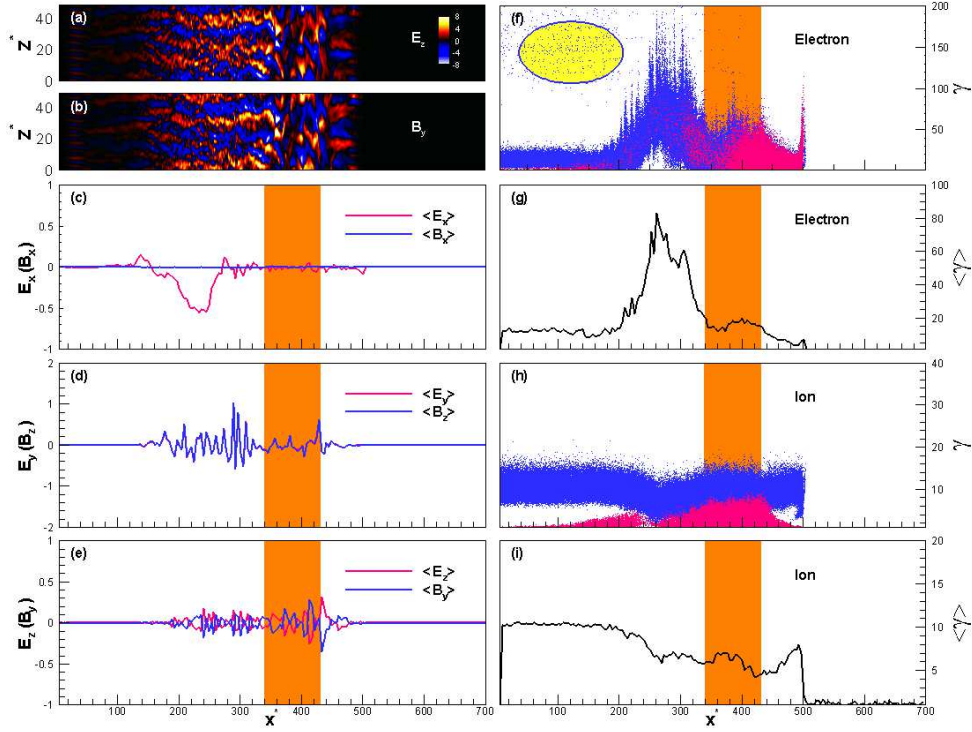 (a)
E_z
8
4
0
-4
-8
Z*
40
20
0
(b)
B_y
Z*
40
20
0
(c)
<E_x>
<B_x>
E_x (B_x)
1
0.5
0
-0.5
-1
(d)
<E_y>
<B_z>
E_y (B_z)
2
1
0
-1
-2
(e)
<E_z>
<B_y>
E_z (B_y)
1
0.5
0
-0.5
-1
100 200 300 400 500 600 700
X*
(f)
Electron
200
150
100
50
γ
(g)
Electron
100
80
60
40
20
<γ>
(h)
Ion
40
30
20
10
γ
(i)
Ion
20
15
10
5
<γ>
100 200 300 400 500 600 700
X*